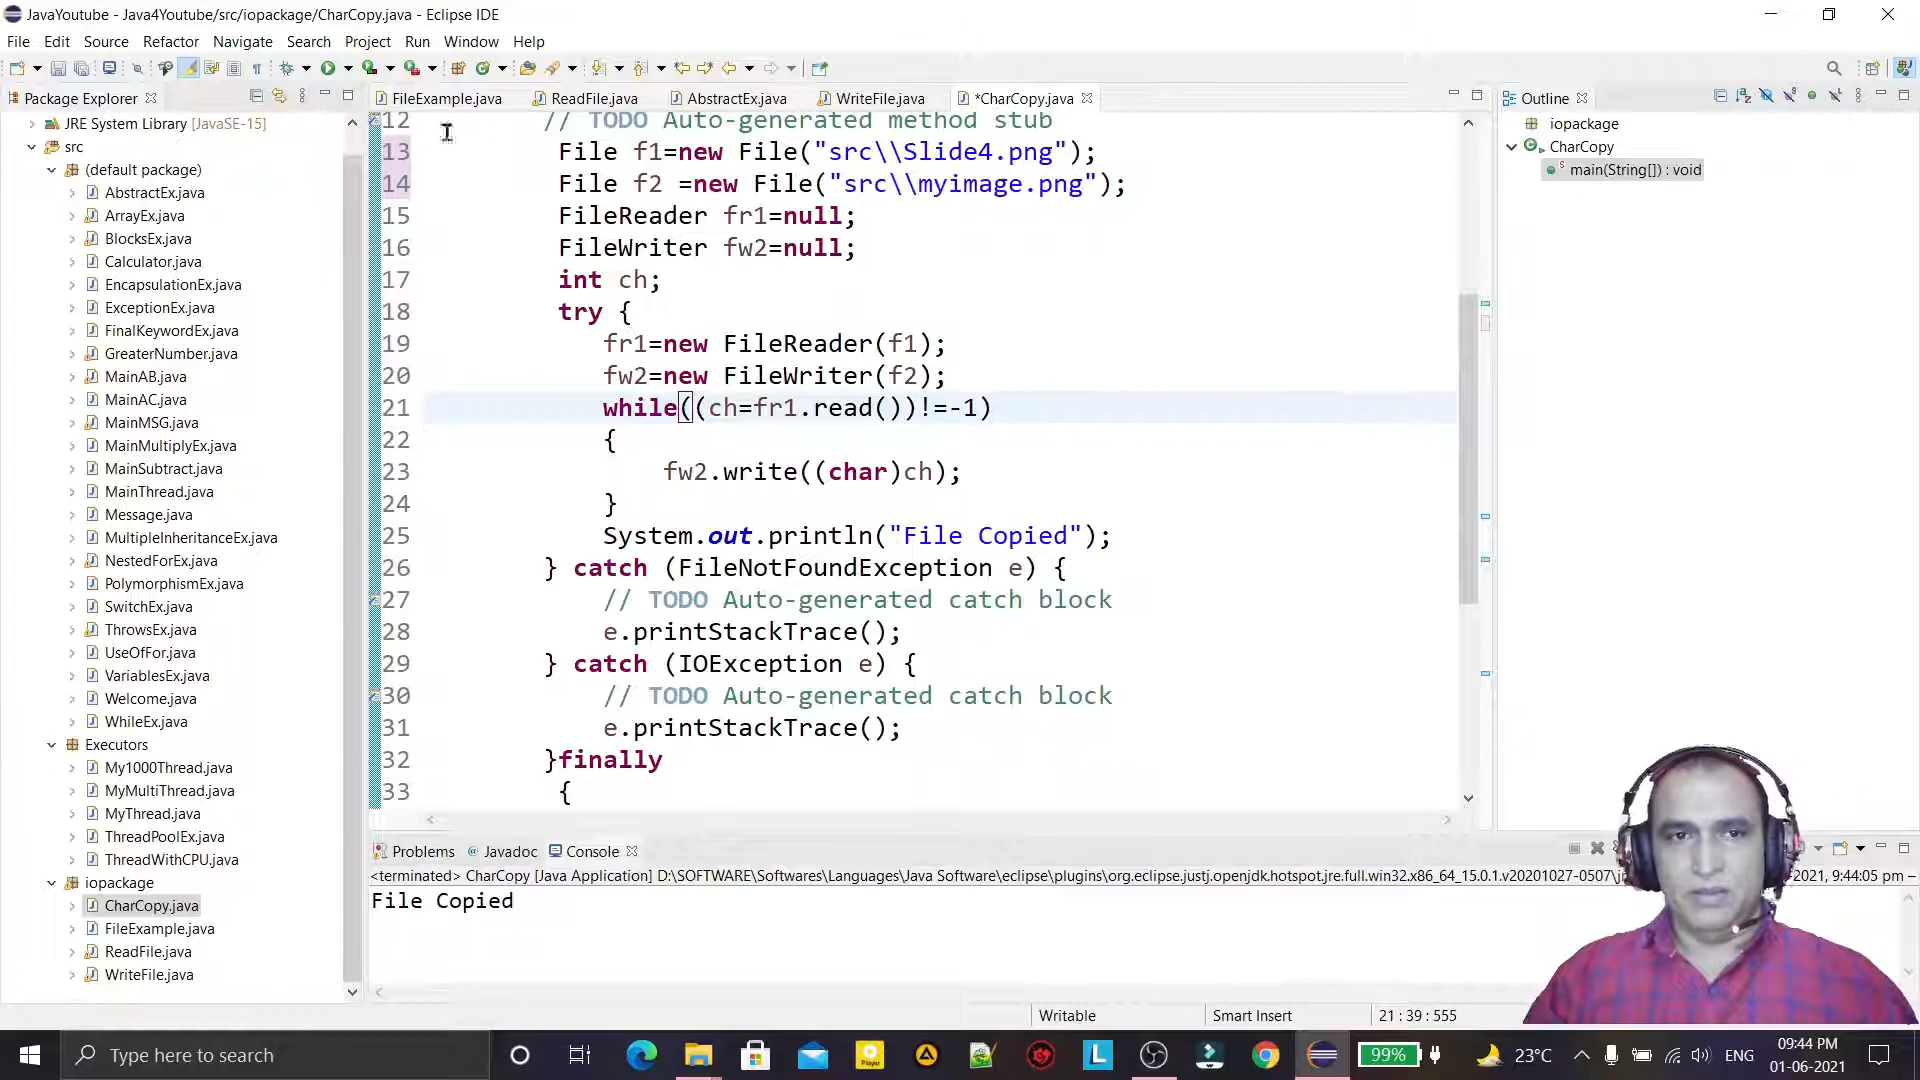 JavaYoutube - Java4Youtube/src/iopackage/CharCopy.java - Eclipse IDE
File Edit Source Refactor Navigate Search Project Run Window Help
Package Explorer
JRE System Library [JavaSE-15]
src
(default package)
AbstractEx.java
ArrayEx.java
BlocksEx.java
Calculator.java
EncapsulationEx.java
ExceptionEx.java
FinalKeywordEx.java
GreaterNumber.java
MainAB.java
MainAC.java
MainMSG.java
MainMultiplyEx.java
MainSubtract.java
MainThread.java
Message.java
MultipleInheritanceEx.java
NestedForEx.java
PolymorphismEx.java
SwitchEx.java
ThrowsEx.java
UseOfFor.java
VariablesEx.java
Welcome.java
WhileEx.java
Executors
My1000Thread.java
MyMultiThread.java
MyThread.java
ThreadPoolEx.java
ThreadWithCPU.java
iopackage
CharCopy.java
FileExample.java
ReadFile.java
WriteFile.java
FileExample.java ReadFile.java AbstractEx.java WriteFile.java *CharCopy.java
12 // TODO Auto-generated method stub
13 File f1=new File("src\\Slide4.png");
14 File f2 =new File("src\\myimage.png");
15 FileReader fr1=null;
16 FileWriter fw2=null;
17 int ch;
18 try {
19 fr1=new FileReader(f1);
20 fw2=new FileWriter(f2);
21 while((ch=fr1.read())!=-1)
22 {
23 fw2.write((char)ch);
24 }
25 System.out.println("File Copied");
26 } catch (FileNotFoundException e) {
27 // TODO Auto-generated catch block
28 e.printStackTrace();
29 } catch (IOException e) {
30 // TODO Auto-generated catch block
31 e.printStackTrace();
32 }finally
33 {
Outline
iopackage
CharCopy
main(String[]) : void
Problems @ Javadoc Console
<terminated> CharCopy [Java Application] D:\SOFTWARE\Softwares\Languages\Java Software\eclipse\plugins\org.eclipse.justj.openjdk.hotspot.jre.full.win32.x86_64_15.0.1.v20201027-0507\j 2021, 9:44:05 pm –
File Copied
Writable Smart Insert 21 : 39 : 555
Type here to search
99% 23°C ENG
09:44 PM
01-06-2021